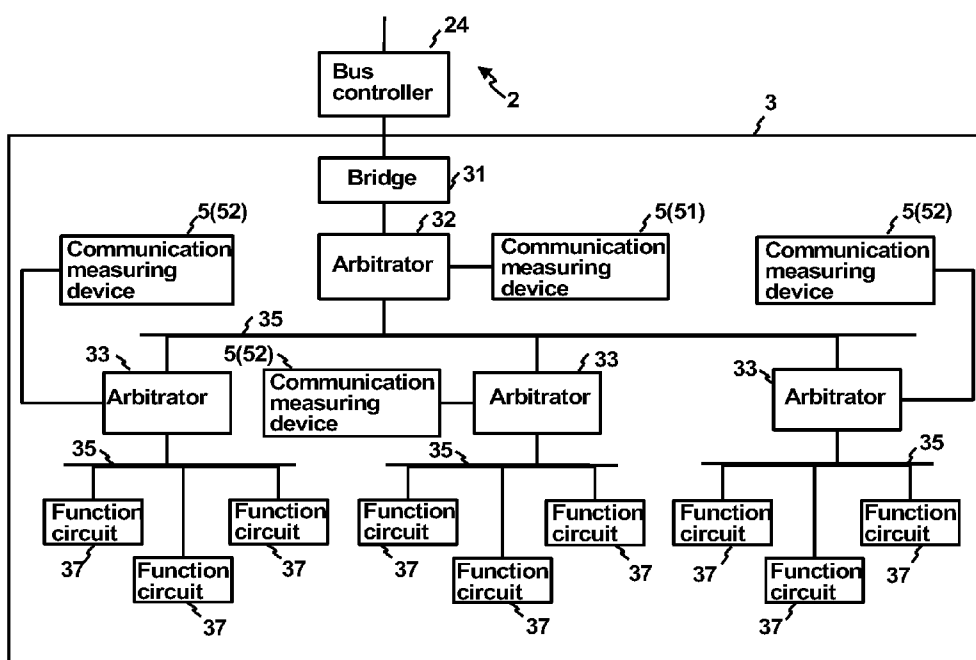 24
Bus
controller
2
3
Bridge
31
5(52)
32
5(51)
5(52)
Communication
measuring
device
Arbitrator
Communication
measuring
device
Communication
measuring
device
35
33
5(52)
33
33
Arbitrator
Communication
measuring
device
Arbitrator
Arbitrator
35
35
35
Function
circuit
37
Function
circuit
37
Function
circuit
37
Function
circuit
37
Function
circuit
37
Function
circuit
37
Function
circuit
37
Function
circuit
37
Function
circuit
37